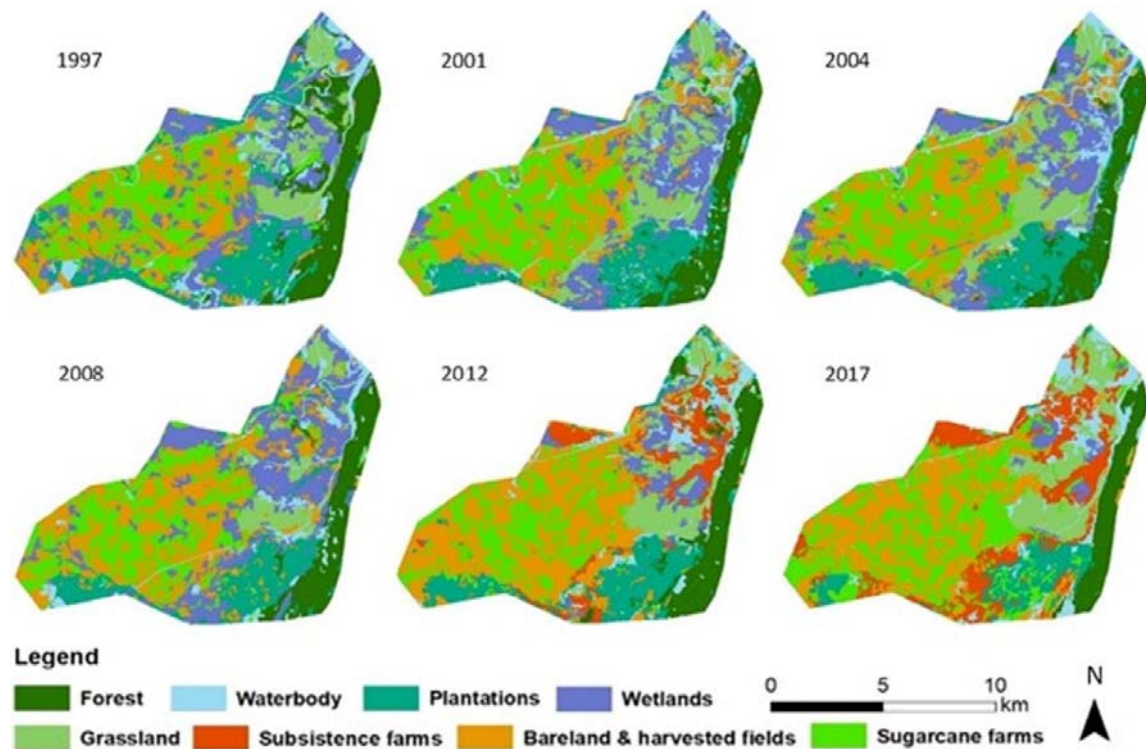 1997
2001
2004
2008
2012
2017
Legend
Forest
Waterbody
Plantations
Wetlands
0 5 10
km
N
Grassland
Subsistence farms
Bareland & harvested fields
Sugarcane farms